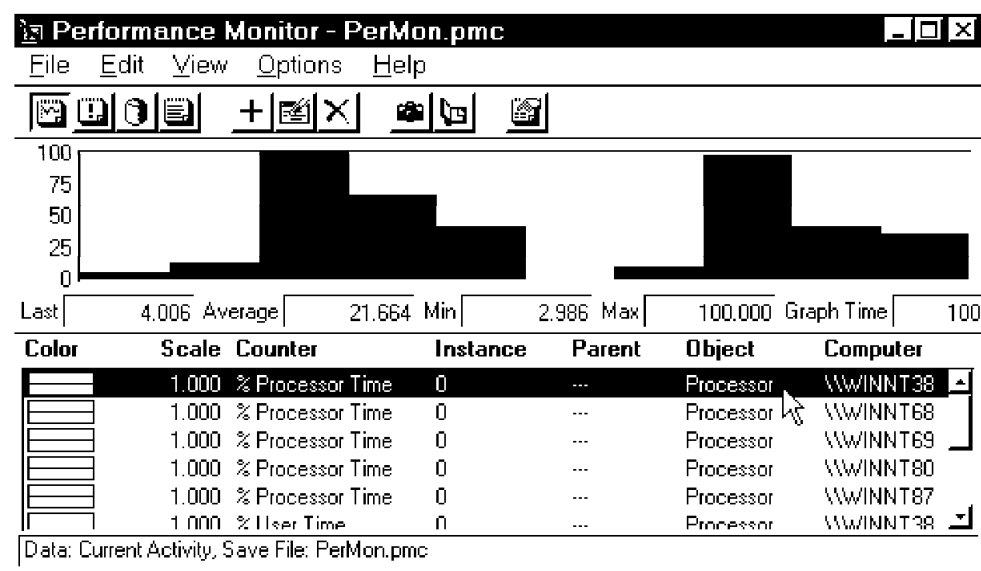 Performance Monitor - PerMon.pmc
File Edit View Options Help
100
75
50
25
0
Last 4.006 Average 21.664 Min 2.986 Max 100.000 Graph Time 100
Color Scale Counter Instance Parent Object Computer
1.000 % Processor Time 0 --- Processor \\WINNT38
1.000 % Processor Time 0 --- Processor \\WINNT68
1.000 % Processor Time 0 --- Processor \\WINNT69
1.000 % Processor Time 0 --- Processor \\WINNT80
1.000 % Processor Time 0 --- Processor \\WINNT87
1.000 % User Time 0 --- Processor \\WINNT38
Data: Current Activity, Save File: PerMon.pmc